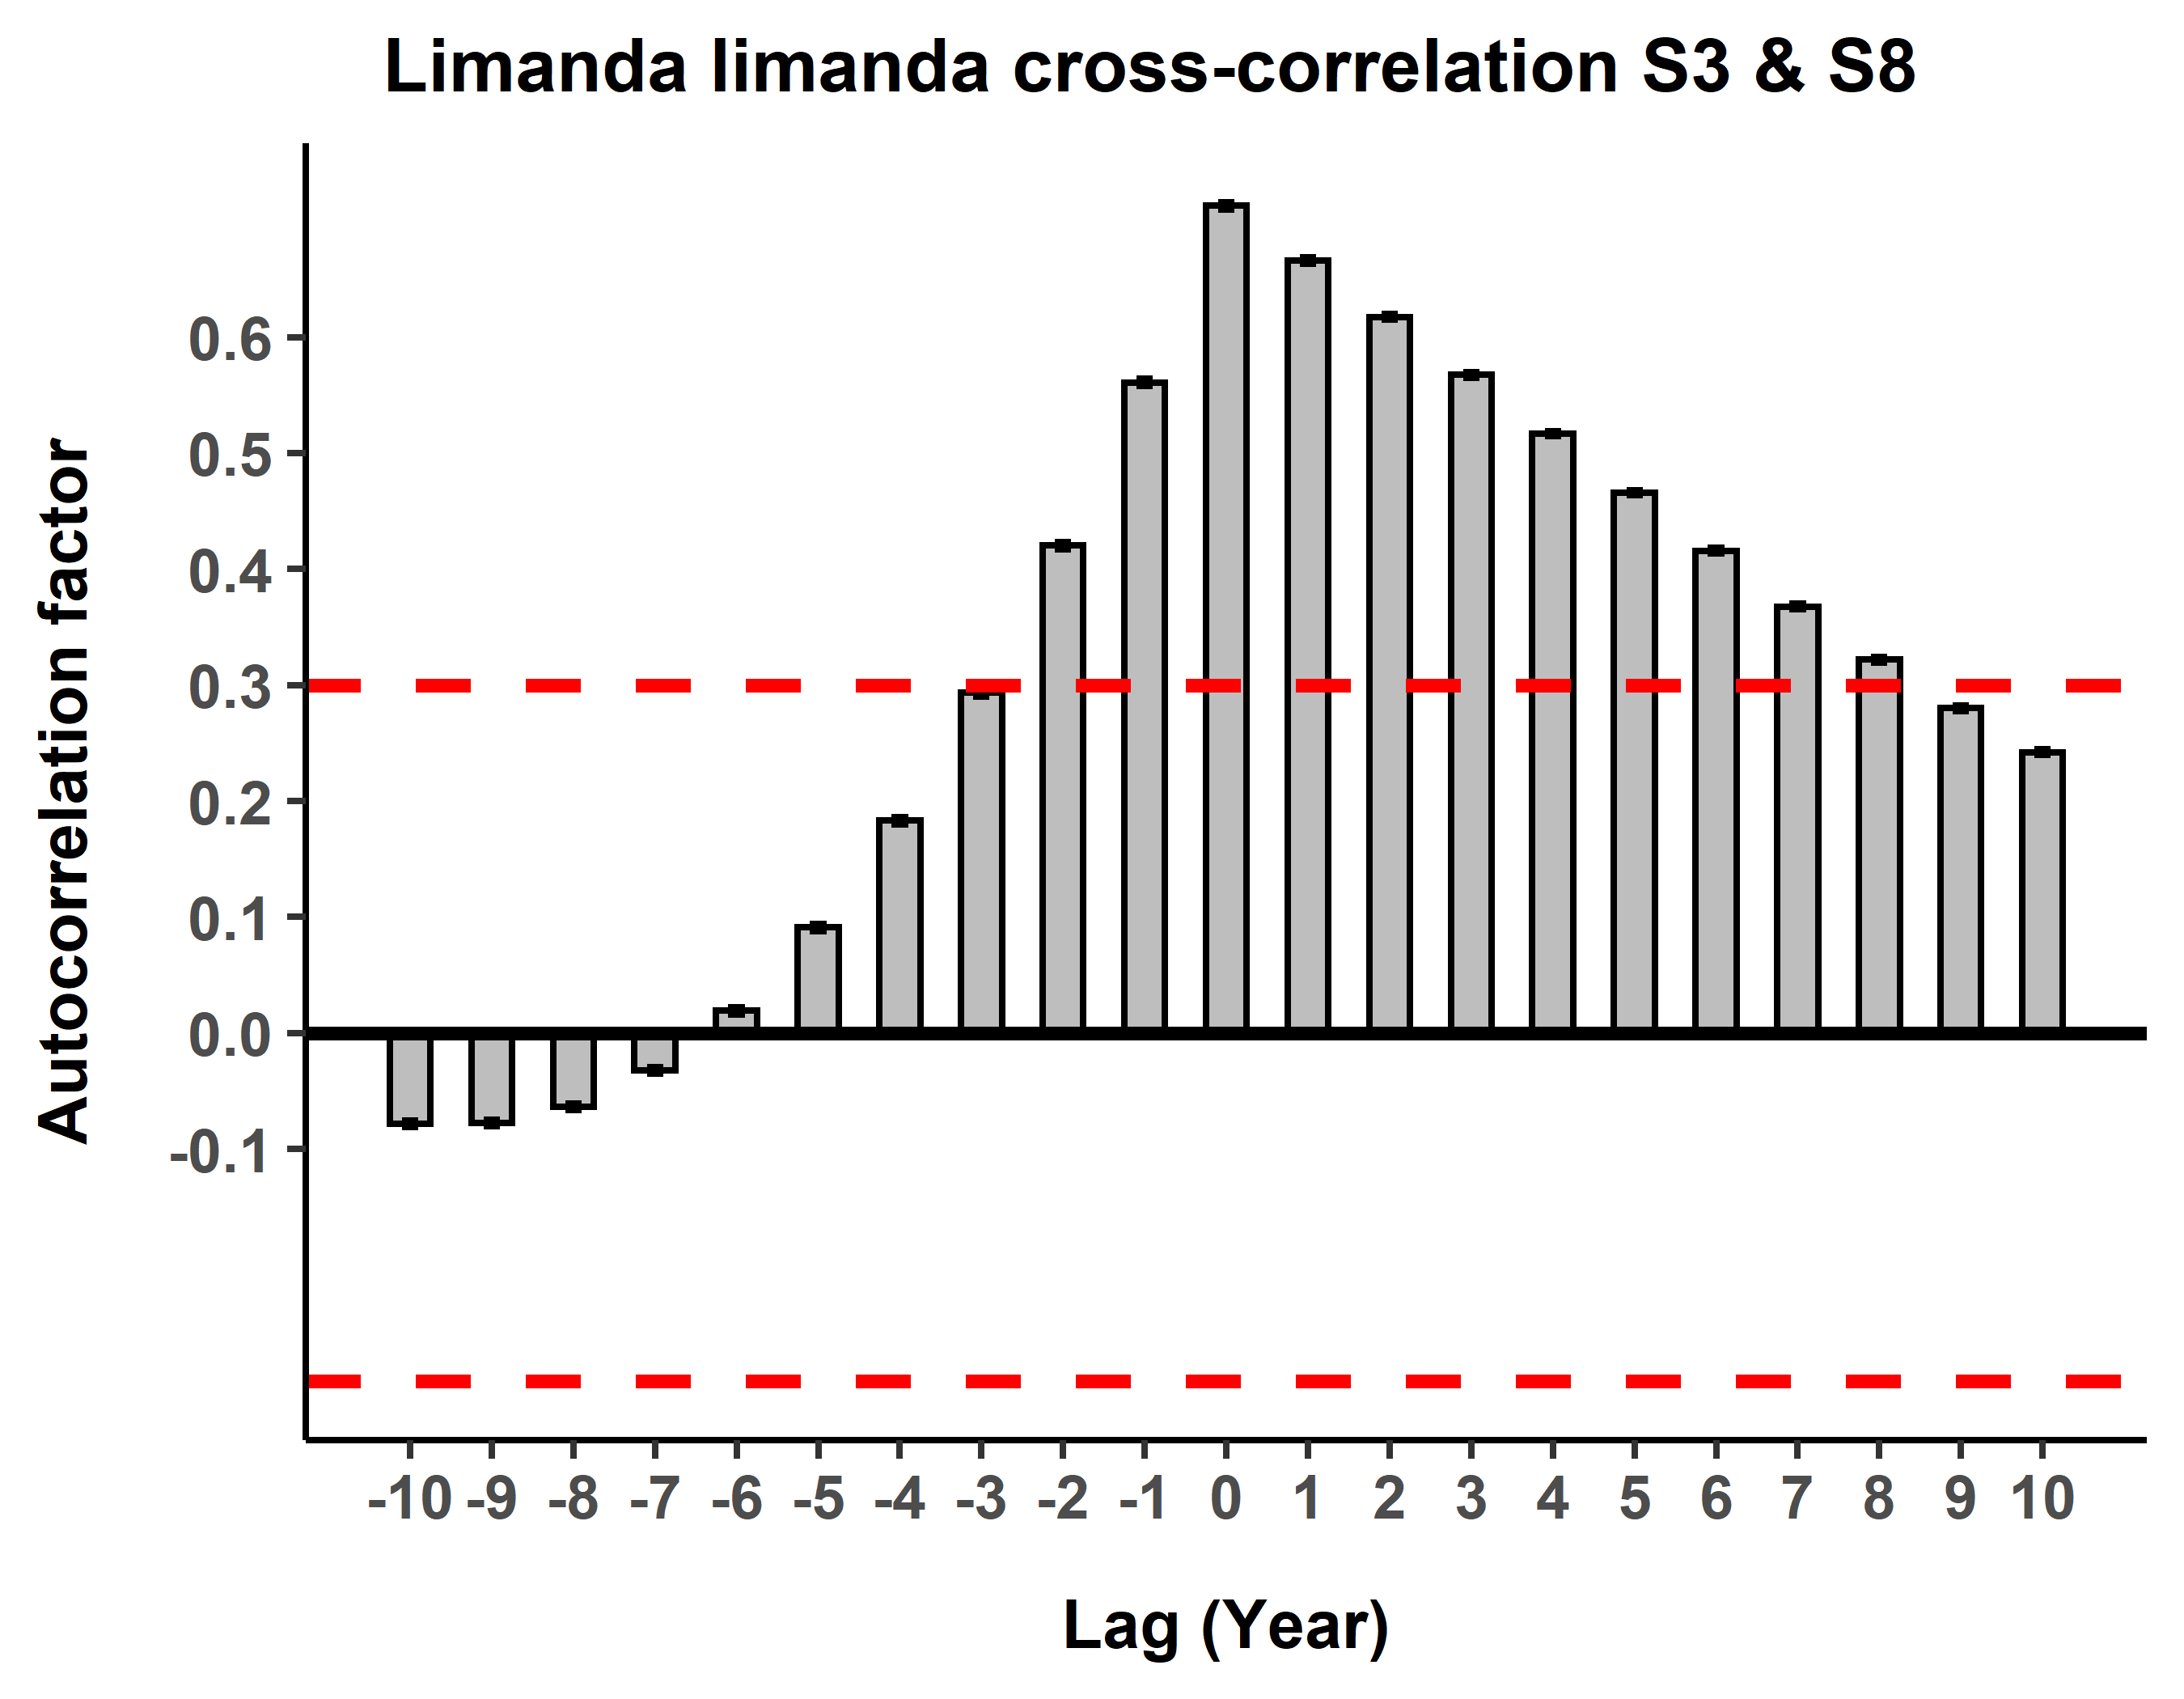 Limanda limanda cross-correlation S3 & S8
Autocorrelation factor
0.6
0.5
0.4
0.3
0.2
0.1
0.0
-0.1
-10 -9 -8 -7 -6 -5 -4 -3 -2 -1 0 1 2 3 4 5 6 7 8 9 10
Lag (Year)